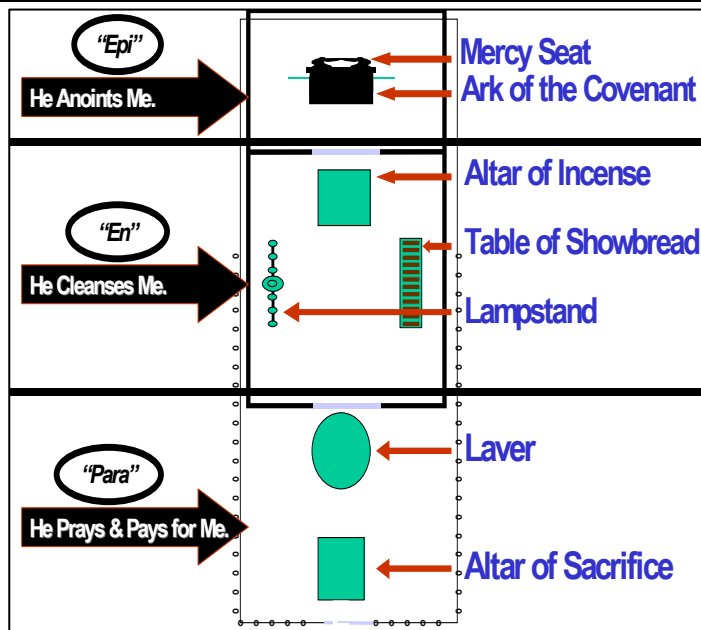 “Epi”
He Anoints Me.
Mercy Seat
Ark of the Covenant
Altar of Incense
“En”
He Cleanses Me.
Table of Showbread
Lampstand
“Para”
He Prays & Pays for Me.
Laver
Altar of Sacrifice